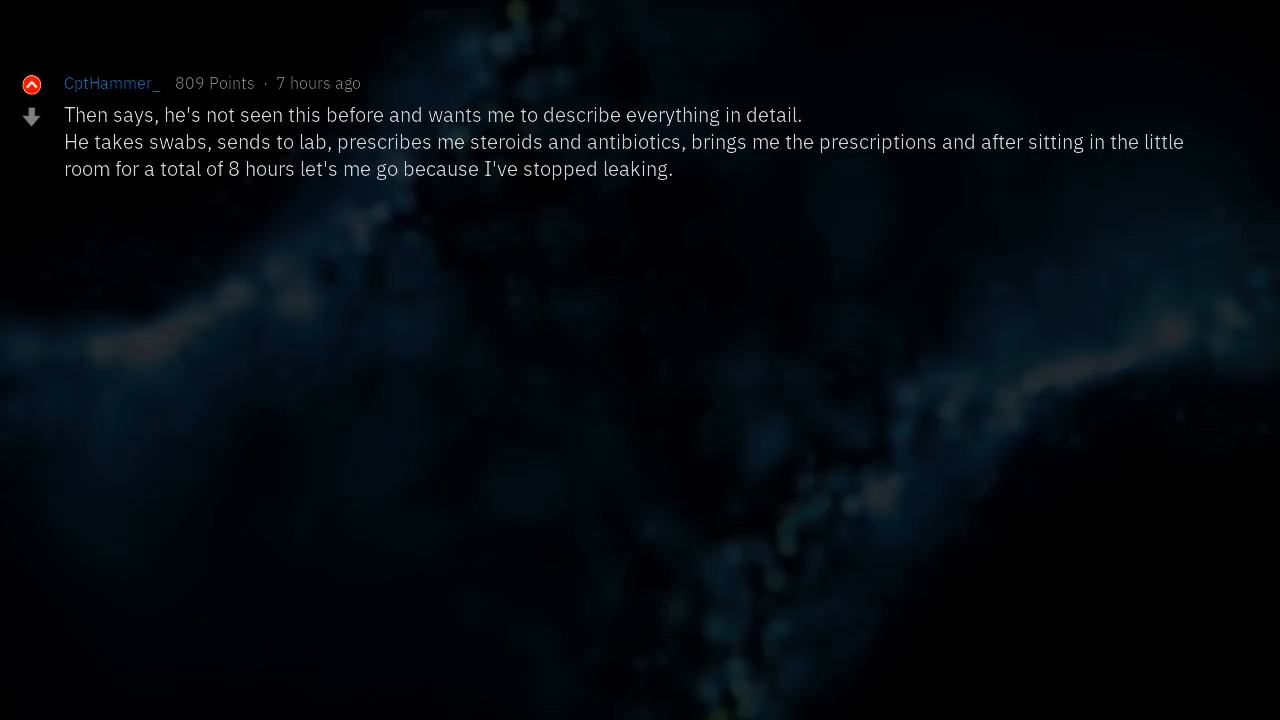 CptHammer_ 809 Points · 7 hours ago
Then says, he's not seen this before and wants me to describe everything in detail.
He takes swabs, sends to lab, prescribes me steroids and antibiotics, brings me the prescriptions and after sitting in the little
room for a total of 8 hours let's me go because I've stopped leaking.